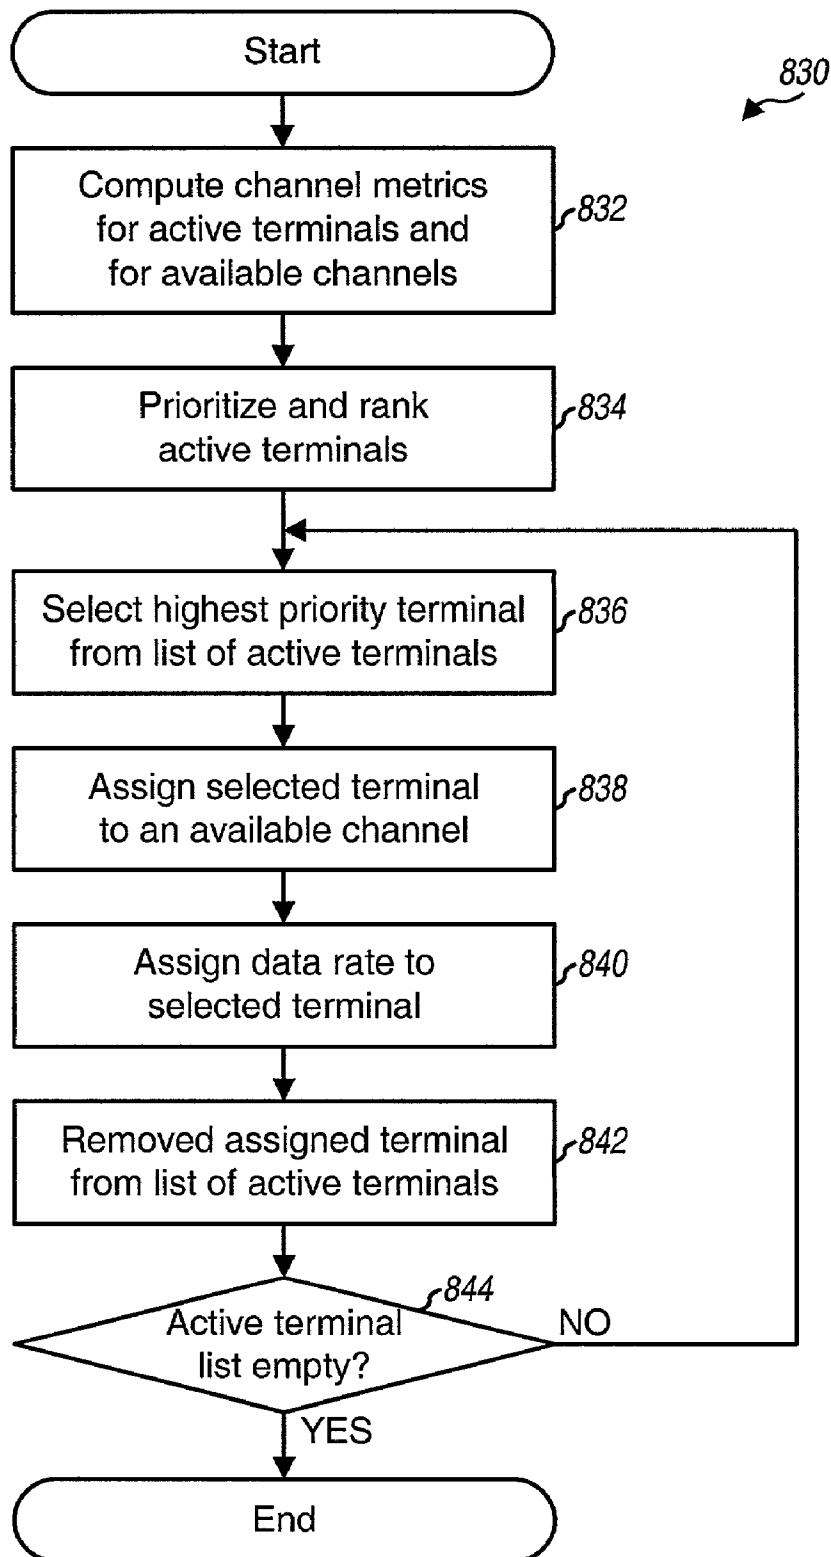 Start
830
Compute channel metrics
for active terminals and
for available channels
832
Prioritize and rank
active terminals
834
Select highest priority terminal
from list of active terminals
836
Assign selected terminal
to an available channel
838
Assign data rate to
selected terminal
840
Removed assigned terminal
from list of active terminals
842
844
Active terminal
list empty?
NO
YES
End